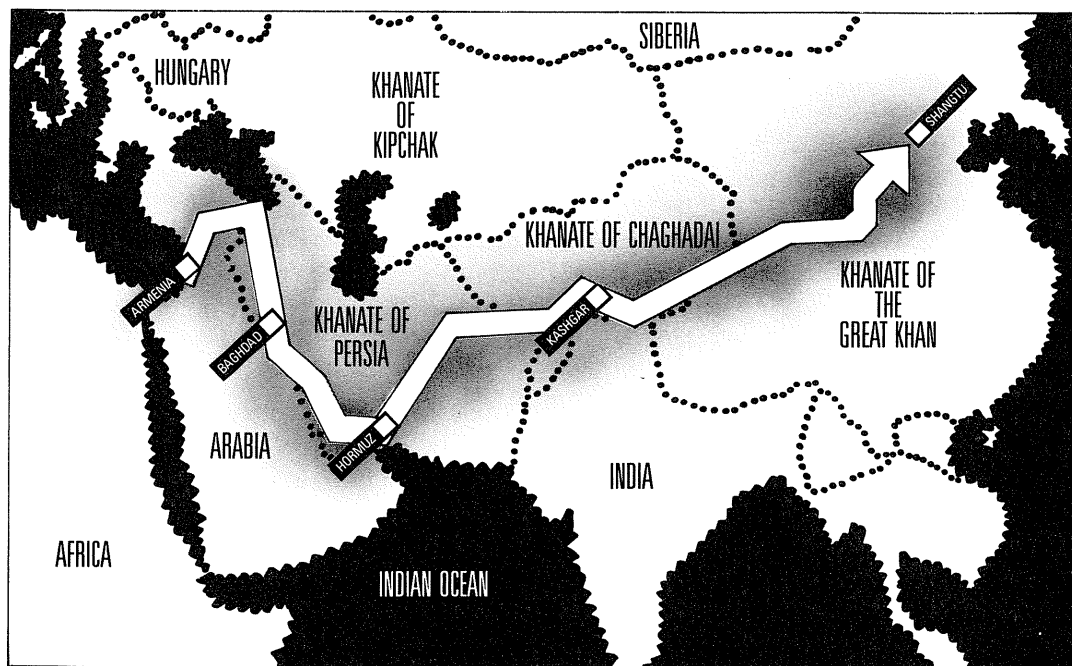 SIBERIA
HUNGARY
KHANATE
OF
KIPCHAK
SHANGTU
KHANATE OF CHAGHADAI
ARMENIA
KHANATE OF
THE
GREAT KHAN
KHANATE OF
PERSIA
BAGHDAD
KASHGAR
ARABIA
HORMUZ
INDIA
AFRICA
INDIAN OCEAN